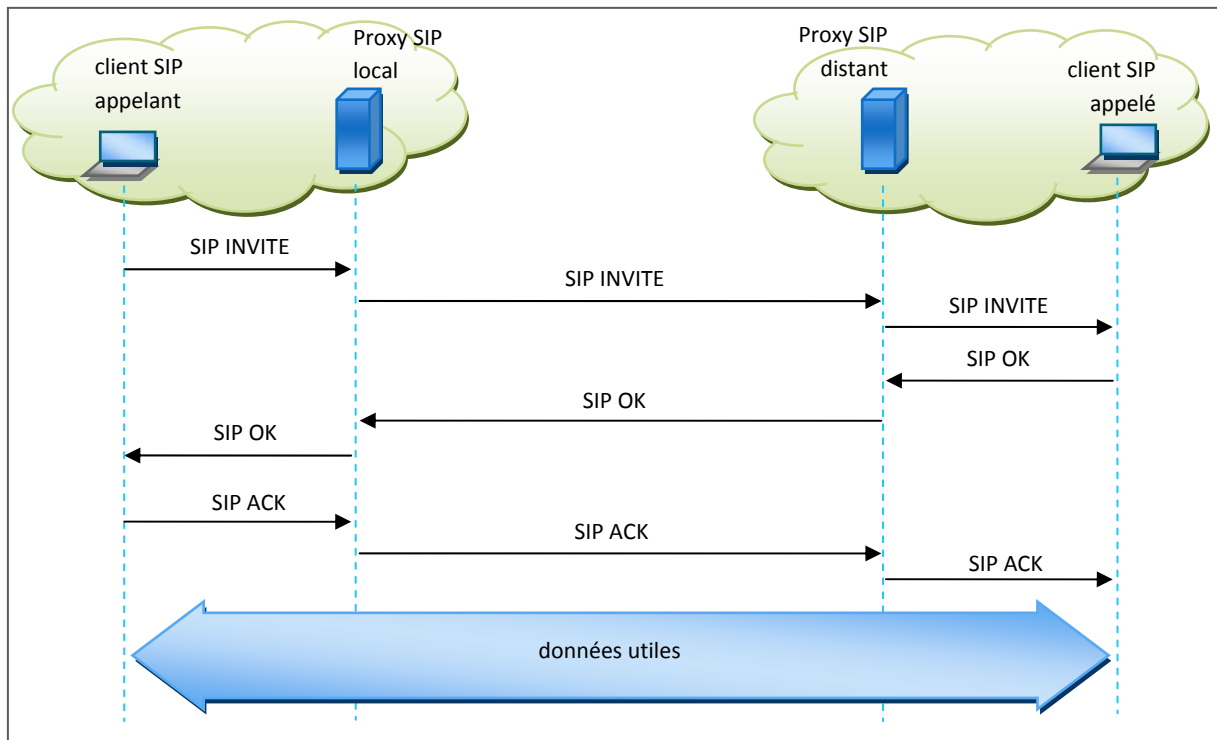 client SIP
appelant
Proxy SIP
local
Proxy SIP
distant
client SIP
appelé
SIP INVITE
SIP INVITE
SIP INVITE
SIP OK
SIP OK
SIP OK
SIP ACK
SIP ACK
SIP ACK
données utiles